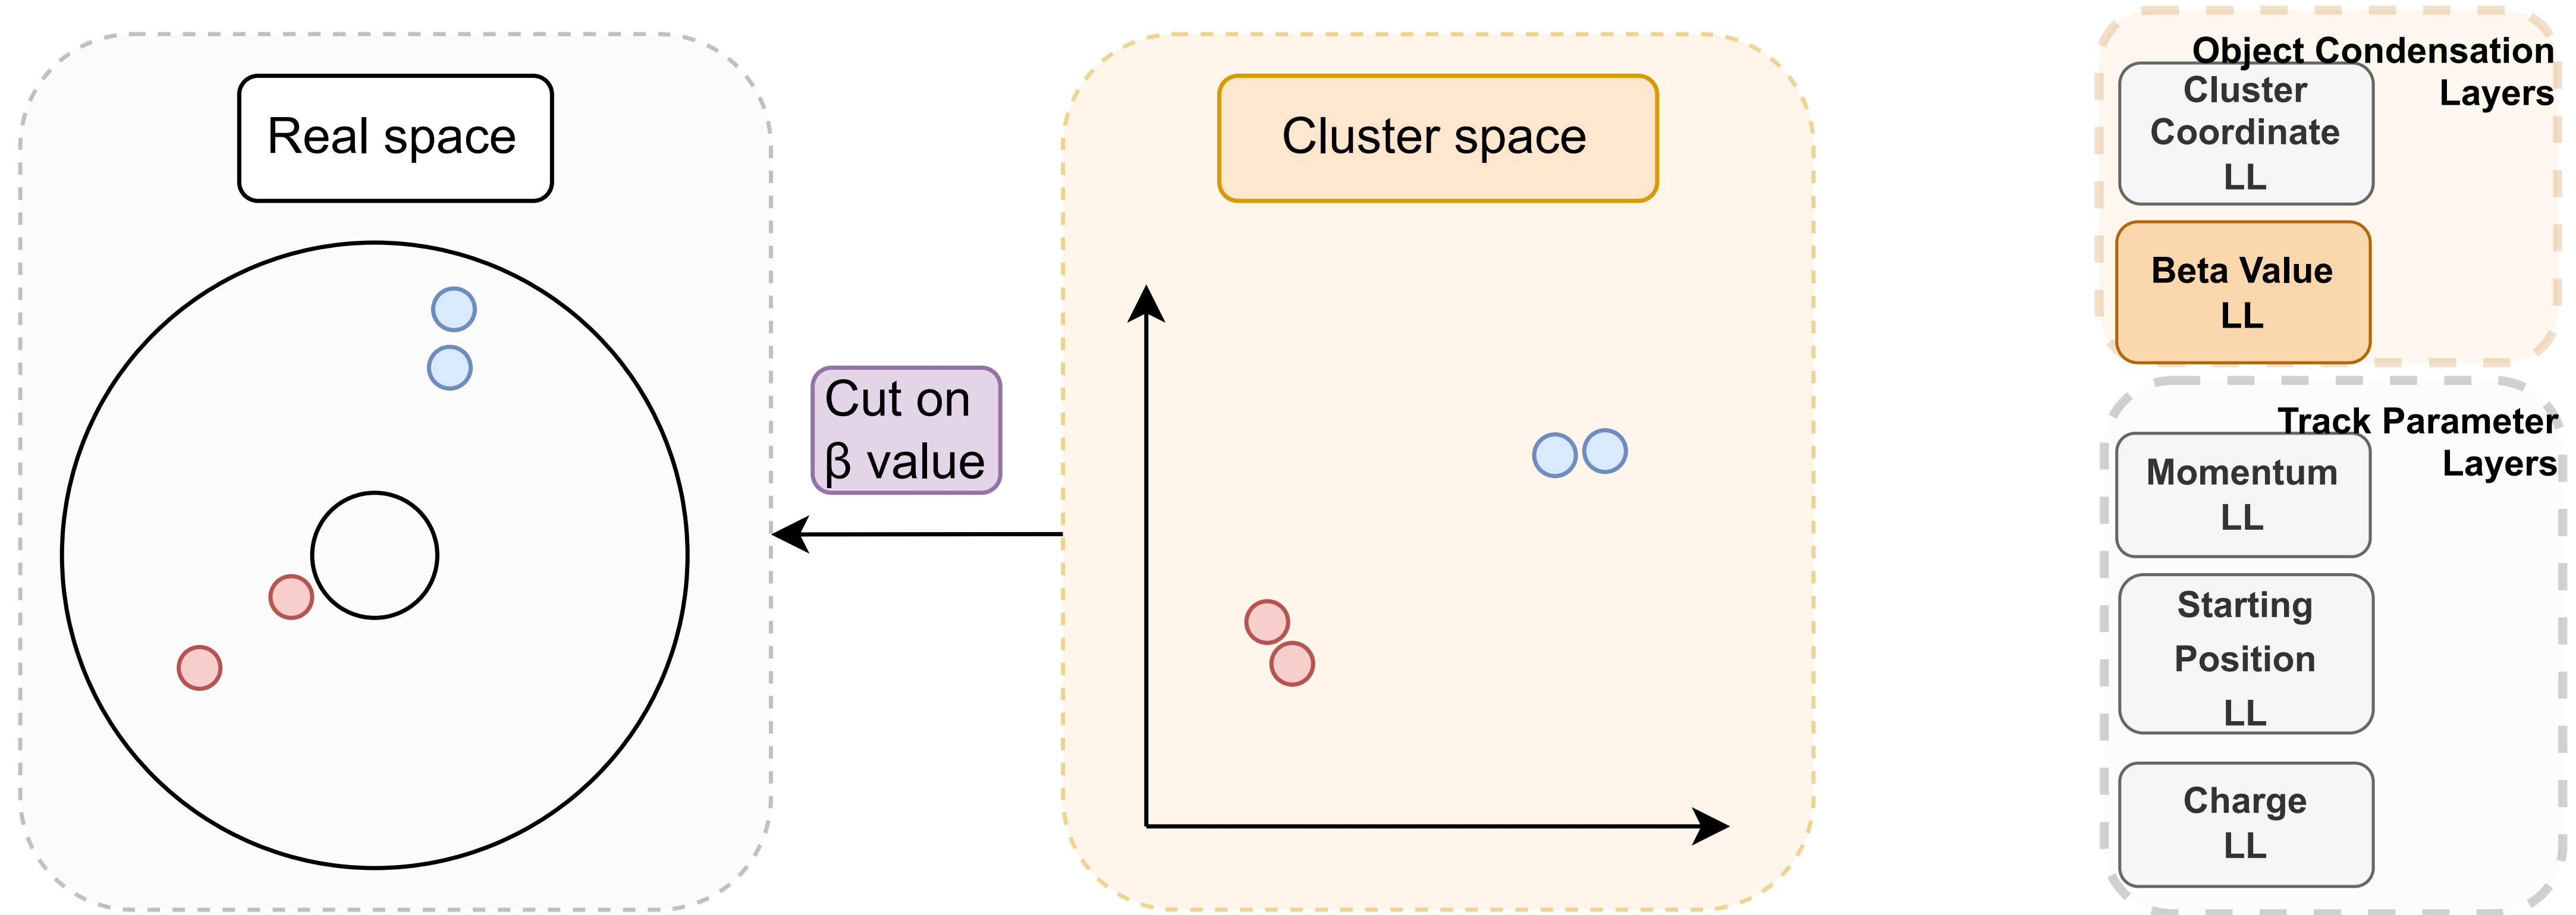 Real space
Cut on
β value
Cluster space
Object Condensation
Layers
Cluster
Coordinate
LL
Beta Value
LL
Track Parameter
Layers
Momentum
LL
Starting
Position
LL
Charge
LL